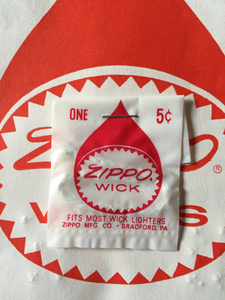 ONE 5¢
ZIPPO.
WICK
FITS MOST WICK LIGHTERS
ZIPPO MFG. CO. • BRADFORD, PA
®